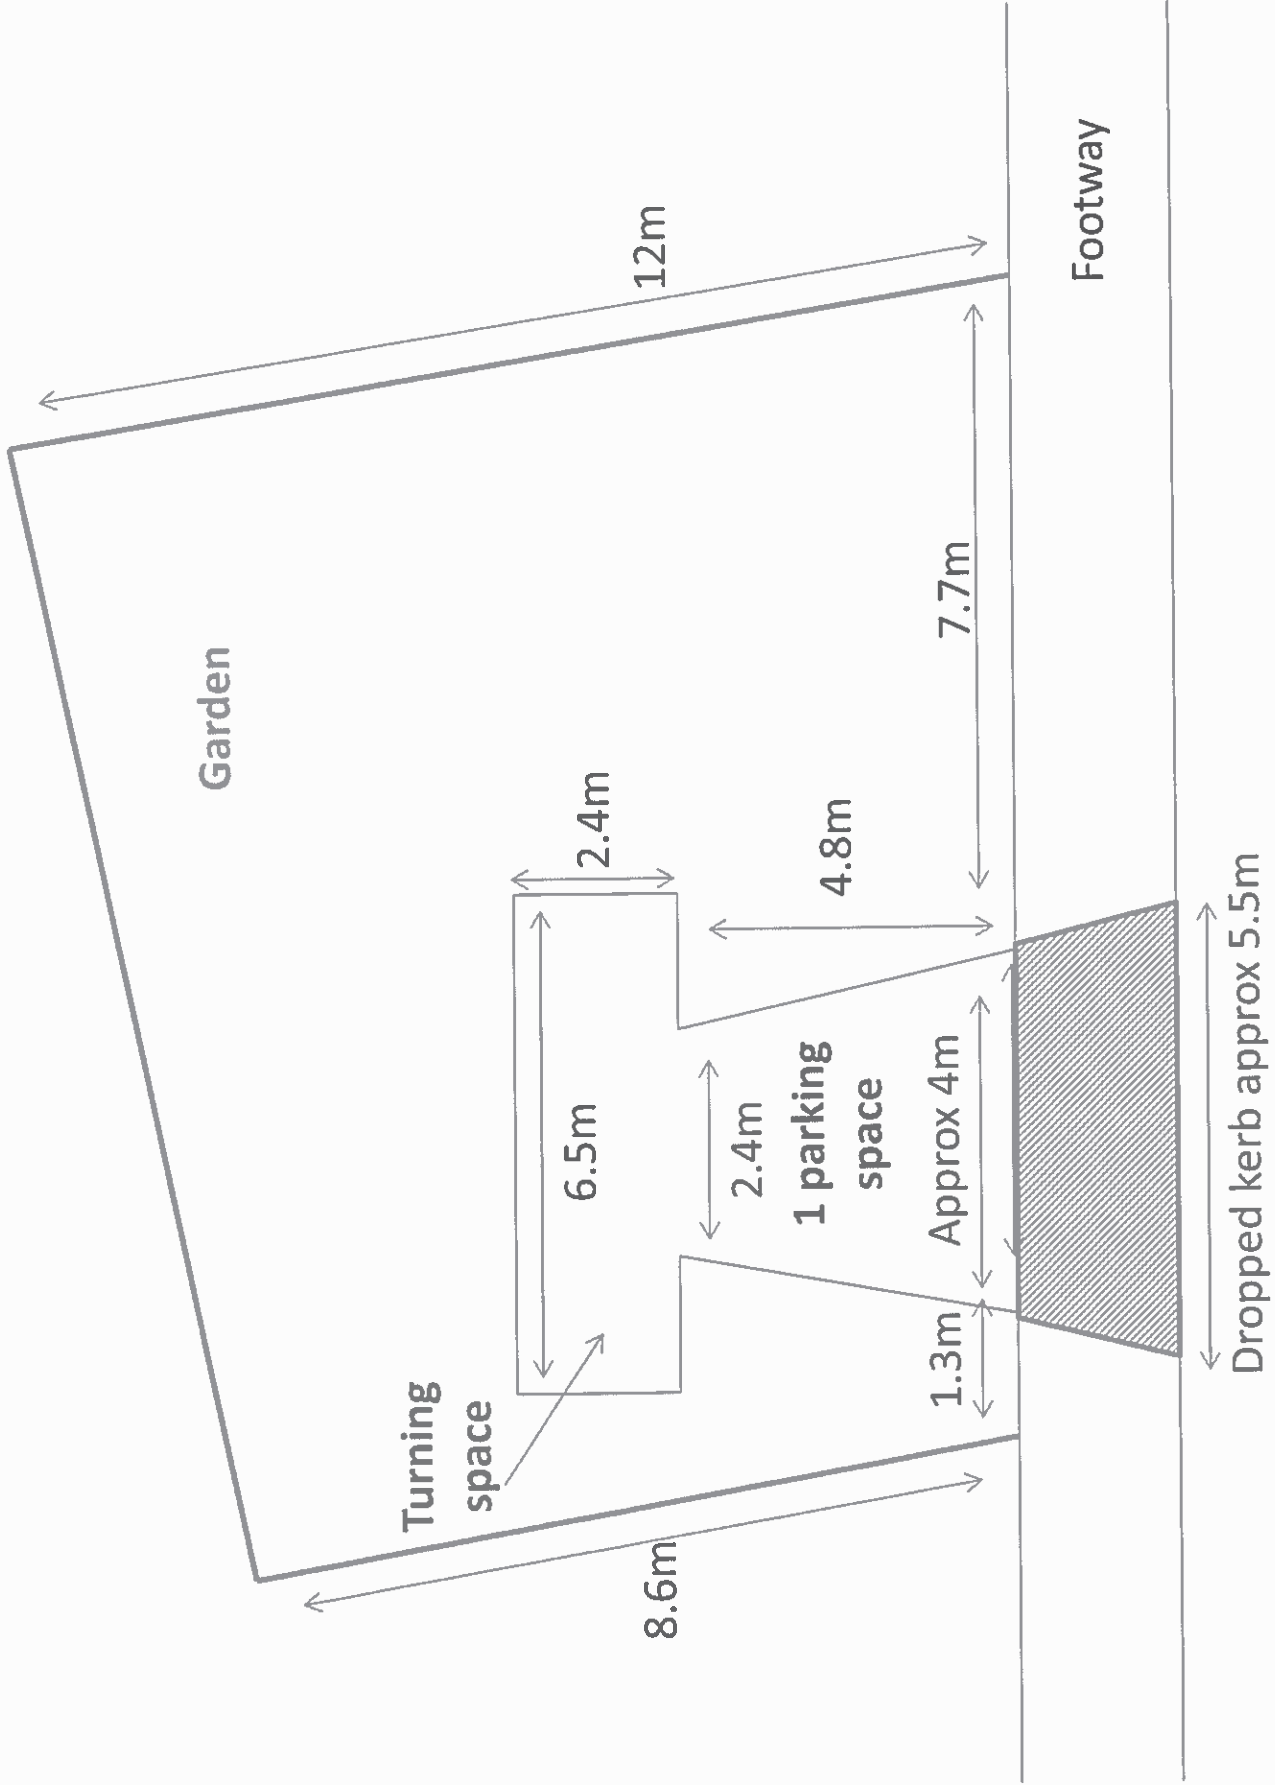 Garden
12m
Turning
space
2.4m
6.5m
8.6m
4.8m
2.4m
1 parking
space
7.7m
Approx 4m
1.3m
Footway
Dropped kerb approx 5.5m